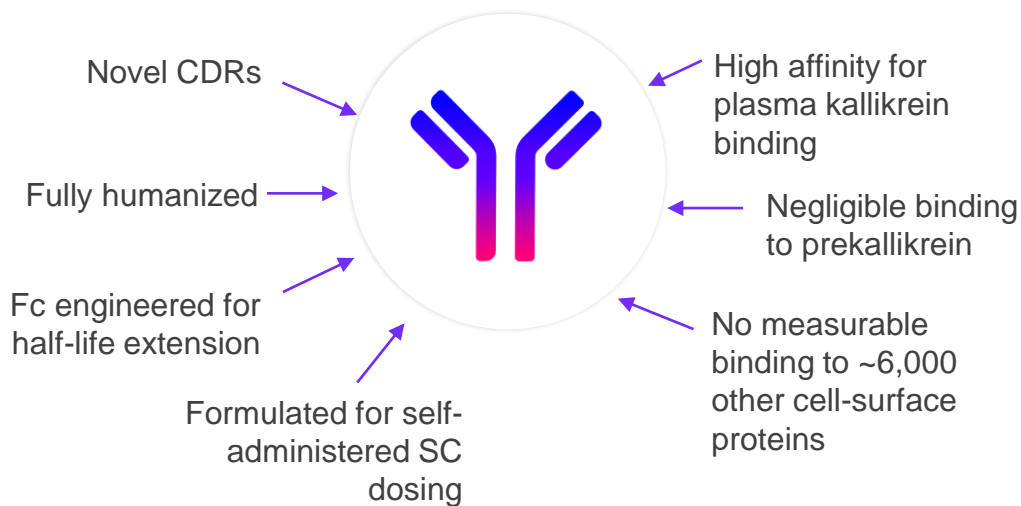 Novel CDRs
Fully humanized
Fc engineered for
half-life extension
Formulated for self-
administered SC
dosing
High affinity for
plasma kallikrein
binding
Negligible binding
to prekallikrein
No measurable
binding to ~6,000
other cell-surface
proteins